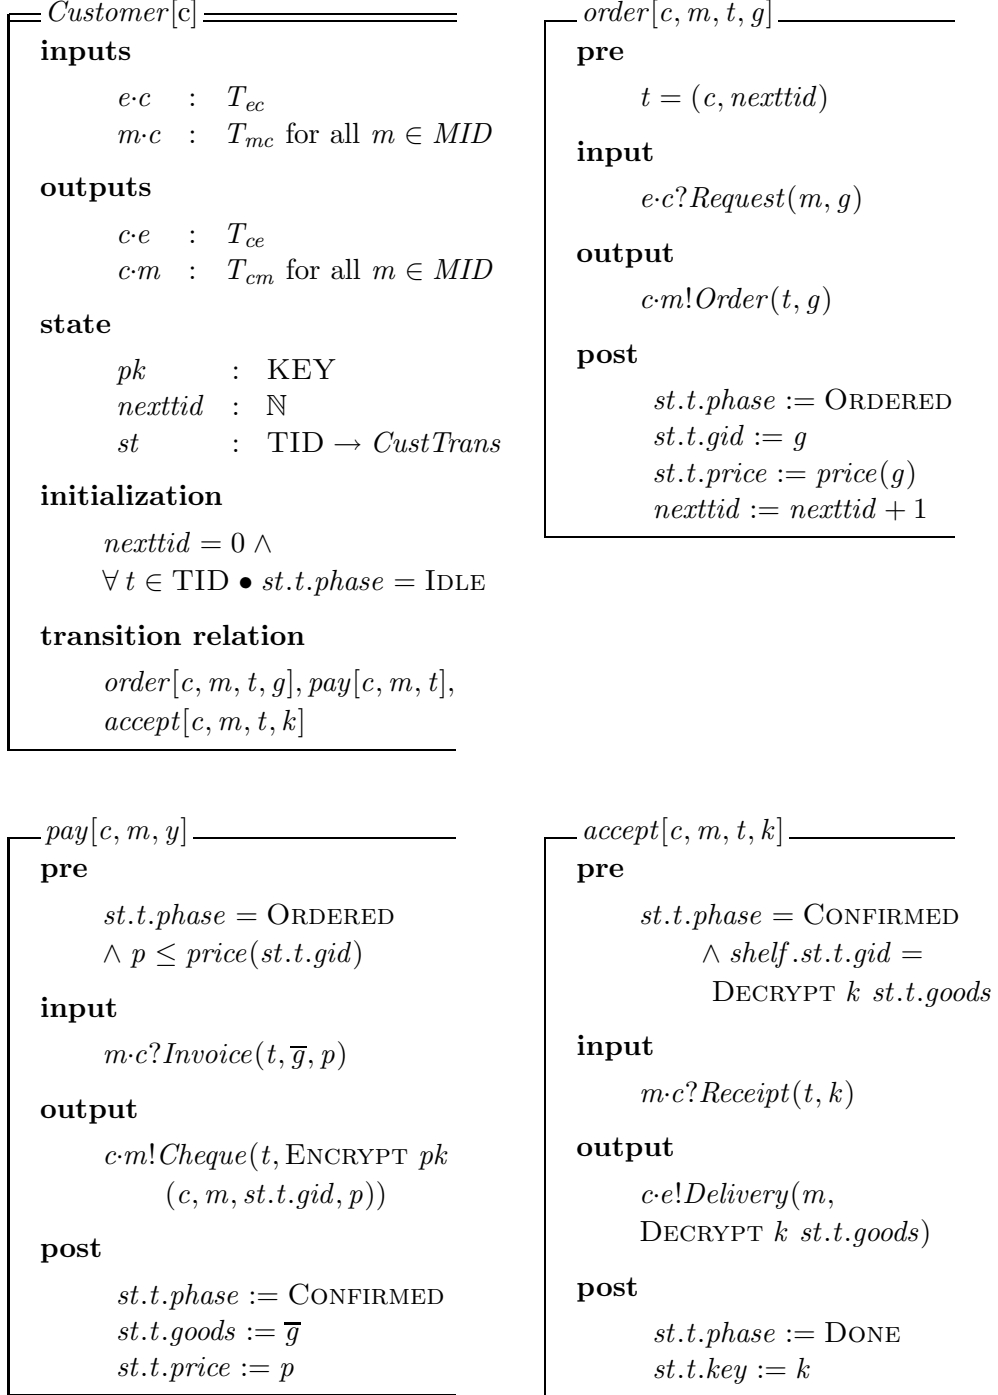 Customer[c]
inputs
e·c : T_ec
m·c : T_mc for all m ∈ MID
outputs
c·e : T_ce
c·m : T_cm for all m ∈ MID
state
pk : KEY
nexttid : ℕ
st : TID → CustTrans
initialization
nexttid = 0 ∧
∀ t ∈ TID • st.t.phase = IDLE
transition relation
order[c, m, t, g], pay[c, m, t],
accept[c, m, t, k]
order[c, m, t, g]
pre
t = (c, nexttid)
input
e·c?Request(m, g)
output
c·m!Order(t, g)
post
st.t.phase := ORDERED
st.t.gid := g
st.t.price := price(g)
nexttid := nexttid + 1
pay[c, m, y]
pre
st.t.phase = ORDERED
∧ p ≤ price(st.t.gid)
input
m·c?Invoice(t, g̅, p)
output
c·m!Cheque(t, ENCRYPT pk
(c, m, st.t.gid, p))
post
st.t.phase := CONFIRMED
st.t.goods := g̅
st.t.price := p
accept[c, m, t, k]
pre
st.t.phase = CONFIRMED
∧ shelf.st.t.gid =
DECRYPT k st.t.goods
input
m·c?Receipt(t, k)
output
c·e!Delivery(m,
DECRYPT k st.t.goods)
post
st.t.phase := DONE
st.t.key := k